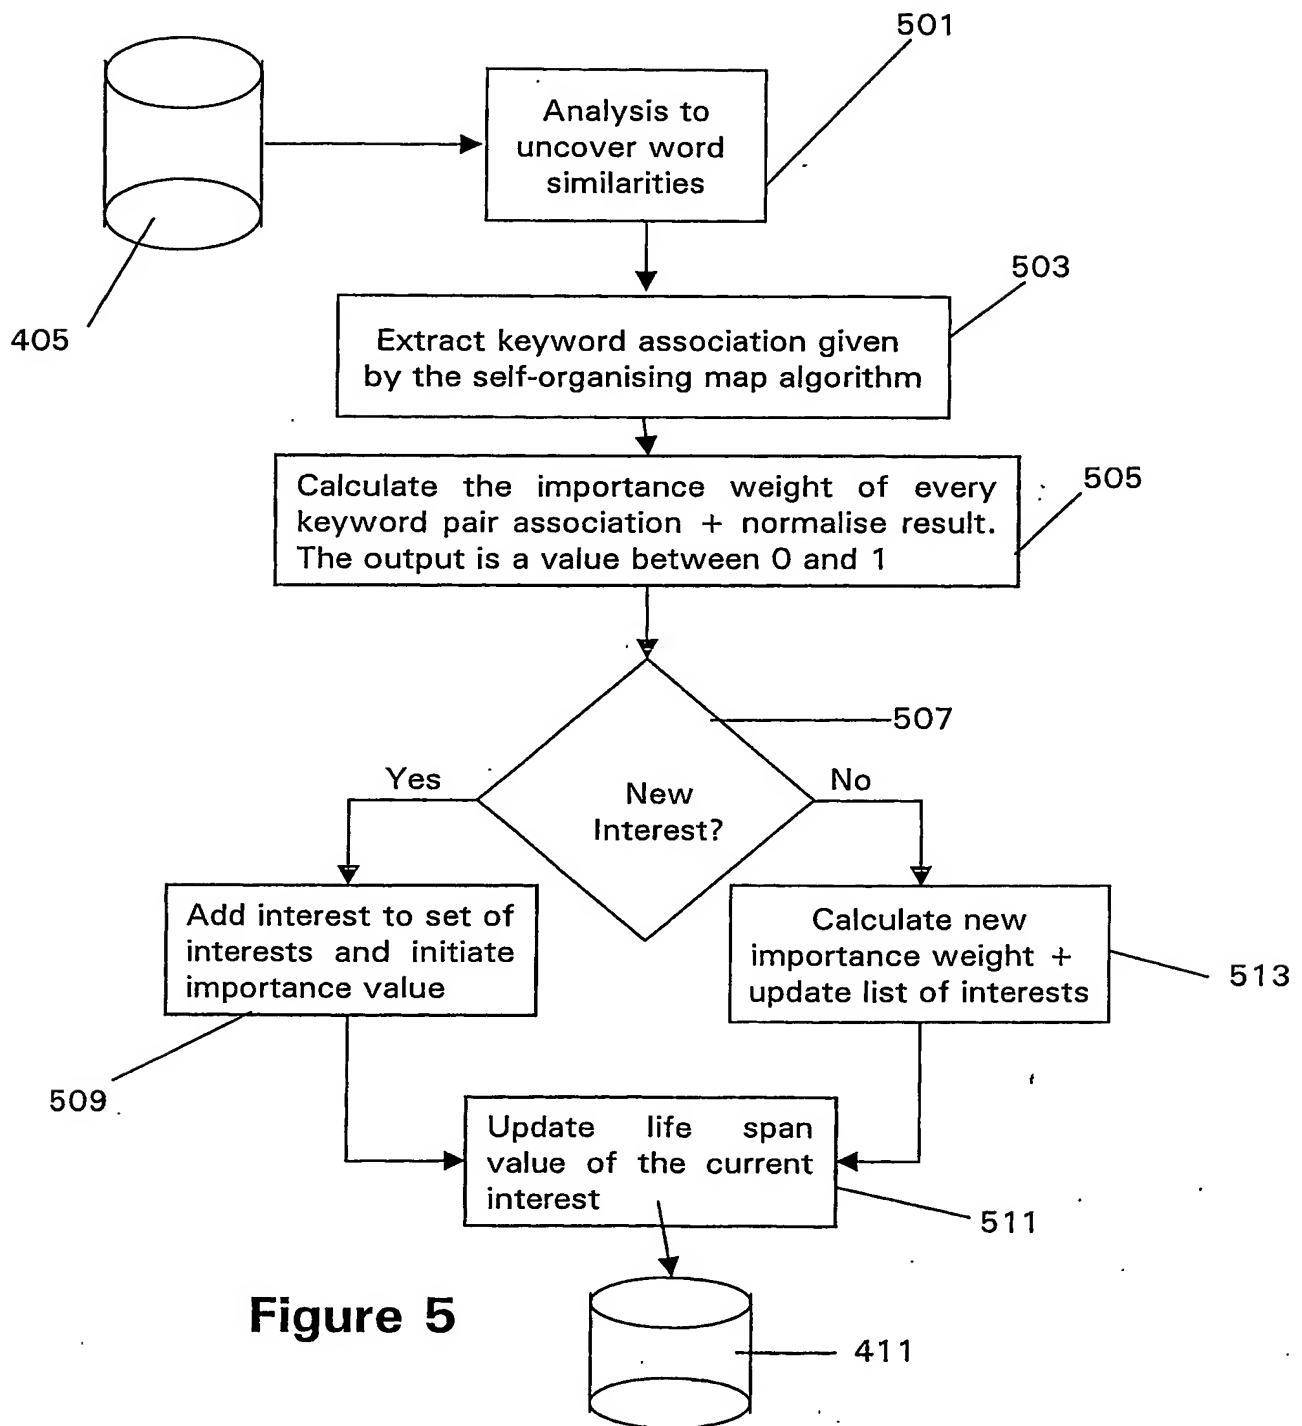 501
Analysis to
uncover word
similarities
503
405
Extract keyword association given
by the self-organising map algorithm
505
Calculate the importance weight of every
keyword pair association + normalise result.
The output is a value between 0 and 1
507
Yes
No
New
Interest?
Add interest to set of
interests and initiate
importance value
Calculate new
importance weight +
update list of interests
513
509
Update life span
value of the current
interest
511
Figure 5
411